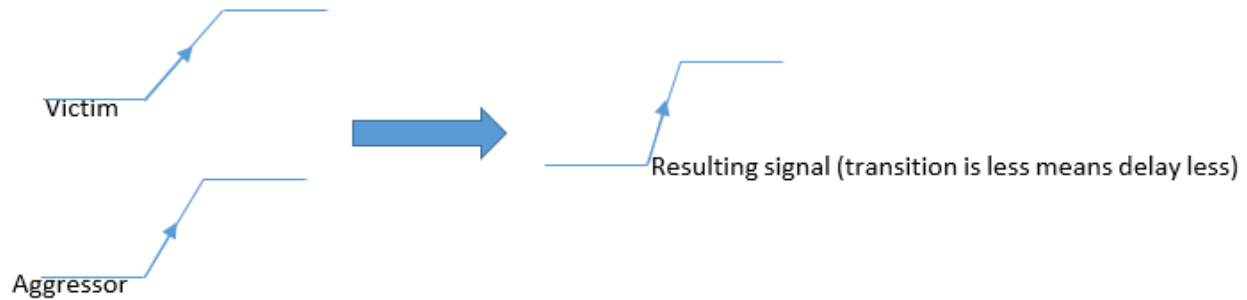 Victim
Resulting signal (transition is less means delay less)
Aggressor